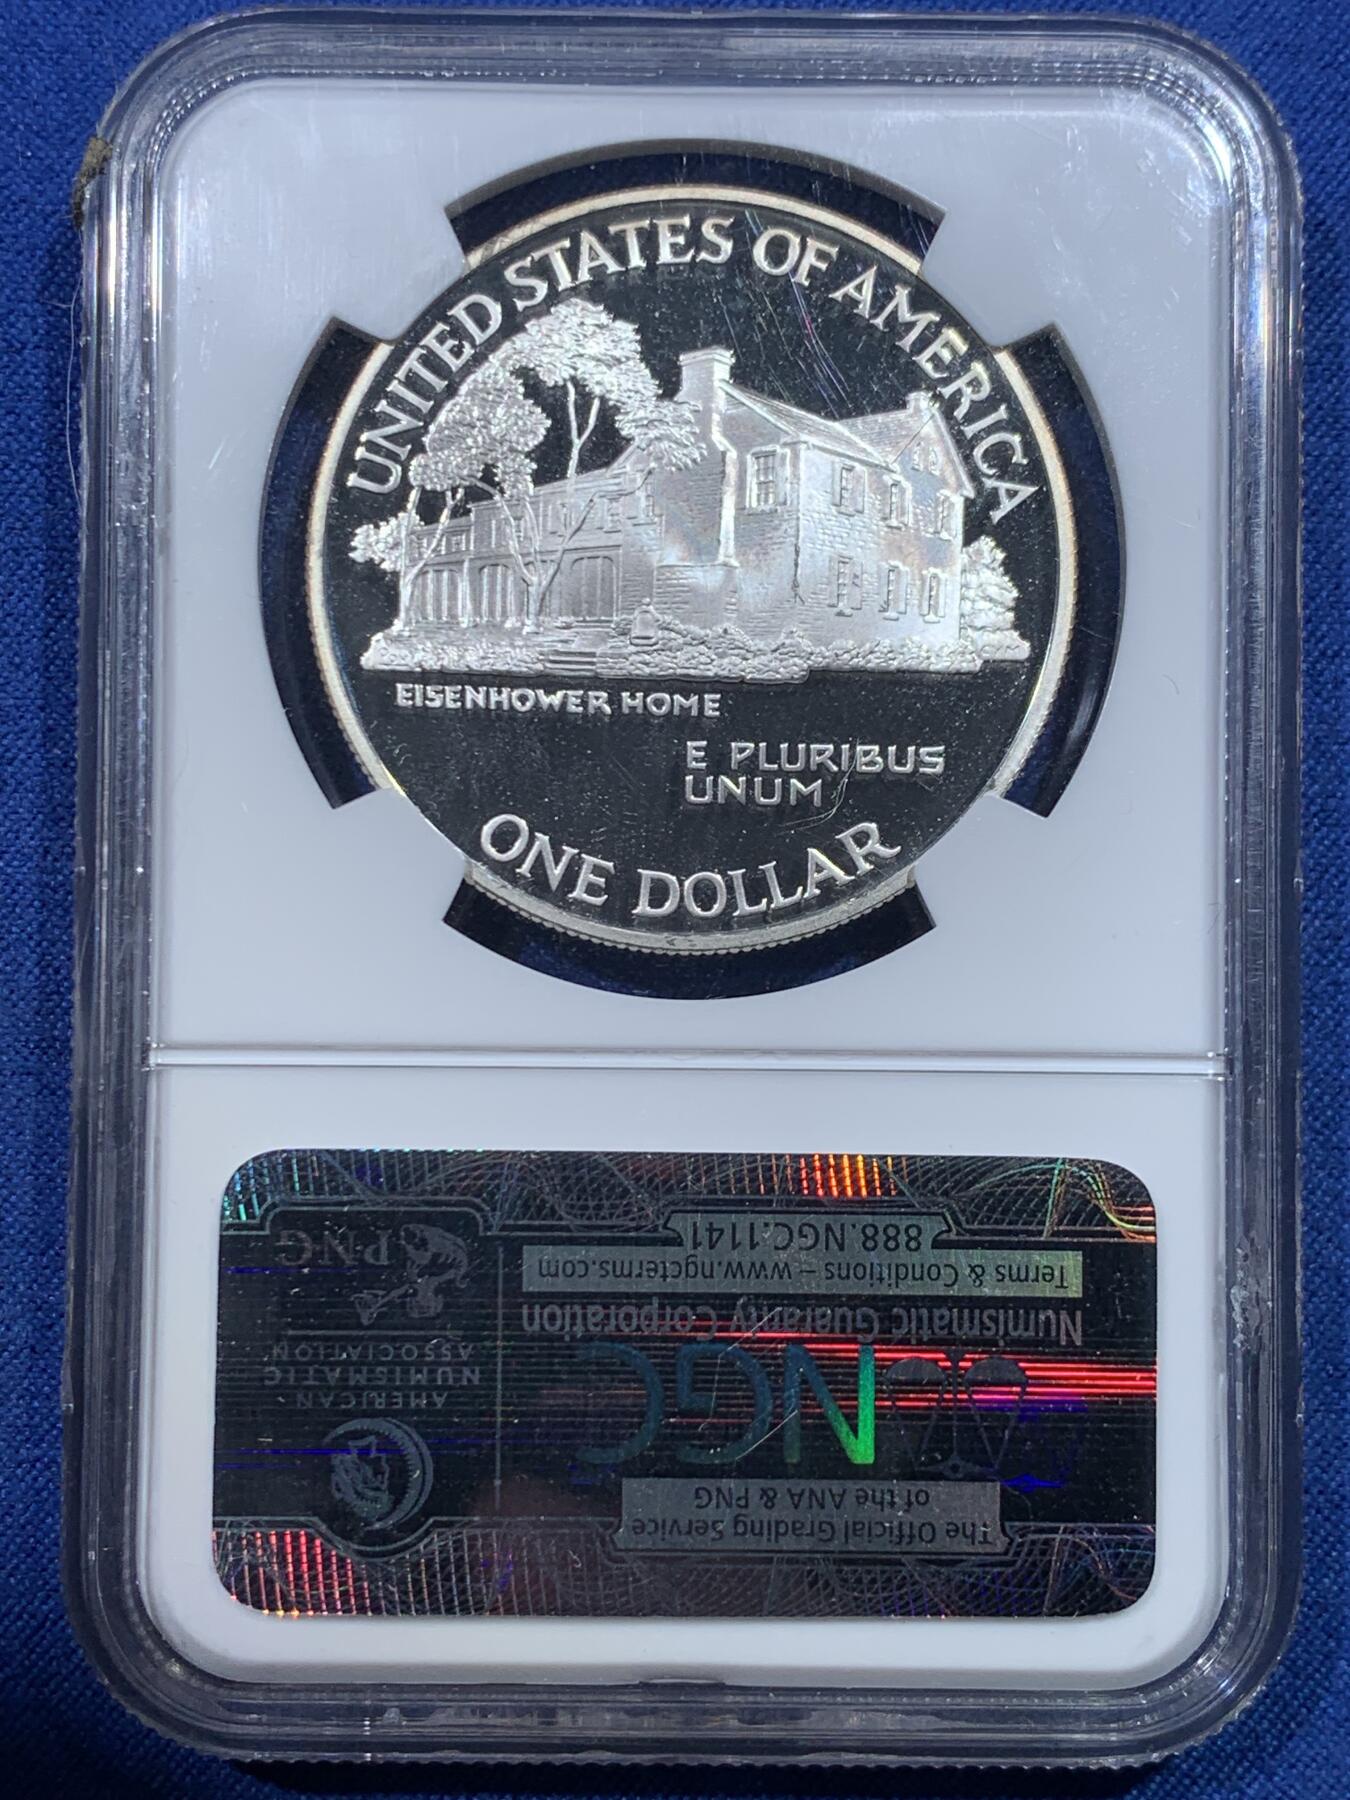 UNITED STATES OF AMERICA
EISENHOWER HOME
E PLURIBUS
UNUM
ONE DOLLAR
The Official Grading Service
of the ANA & PNG
NGC
Numismatic Guaranty Corporation
Terms & Conditions – www.ngcterms.com
888.NGC.1141
AMERICAN
NUMISMATIC
ASSOCIATION
PNG